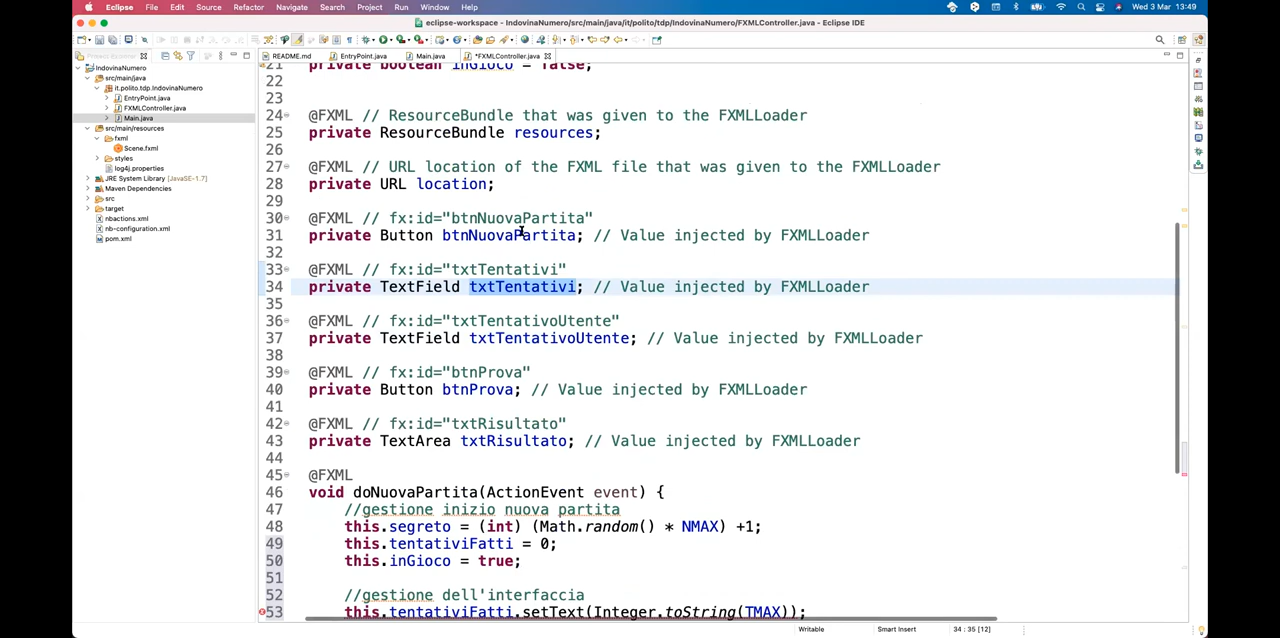 Eclipse File Edit Source Refactor Navigate Search Project Run Window Help Wed 3 Mar 13:49
eclipse-workspace - IndovinaNumero/src/main/java/it/polito/tdp/IndovinaNumero/FXMLController.java - Eclipse IDE
README.md EntryPoint.java Main.java *FXMLController.java
IndovinaNumero
src/main/java
it.polito.tdp.IndovinaNumero
EntryPoint.java
FXMLController.java
Main.java
src/main/resources
fxml
Scene.fxml
styles
log4j.properties
JRE System Library [JavaSE-1.7]
Maven Dependencies
src
target
nbactions.xml
nb-configuration.xml
pom.xml
21 private boolean inGioco = false;
22
23
24 @FXML // ResourceBundle that was given to the FXMLLoader
25 private ResourceBundle resources;
26
27 @FXML // URL location of the FXML file that was given to the FXMLLoader
28 private URL location;
29
30 @FXML // fx:id="btnNuovaPartita"
31 private Button btnNuovaPartita; // Value injected by FXMLLoader
32
33 @FXML // fx:id="txtTentativi"
34 private TextField txtTentativi; // Value injected by FXMLLoader
35
36 @FXML // fx:id="txtTentativoUtente"
37 private TextField txtTentativoUtente; // Value injected by FXMLLoader
38
39 @FXML // fx:id="btnProva"
40 private Button btnProva; // Value injected by FXMLLoader
41
42 @FXML // fx:id="txtRisultato"
43 private TextArea txtRisultato; // Value injected by FXMLLoader
44
45 @FXML
46 void doNuovaPartita(ActionEvent event) {
47 //gestione inizio nuova partita
48 this.segreto = (int) (Math.random() * NMAX) +1;
49 this.tentativiFatti = 0;
50 this.inGioco = true;
51
52 //gestione dell'interfaccia
53 this.tentativiFatti.setText(Integer.toString(TMAX));
Writable Smart Insert 34 : 35 [12]